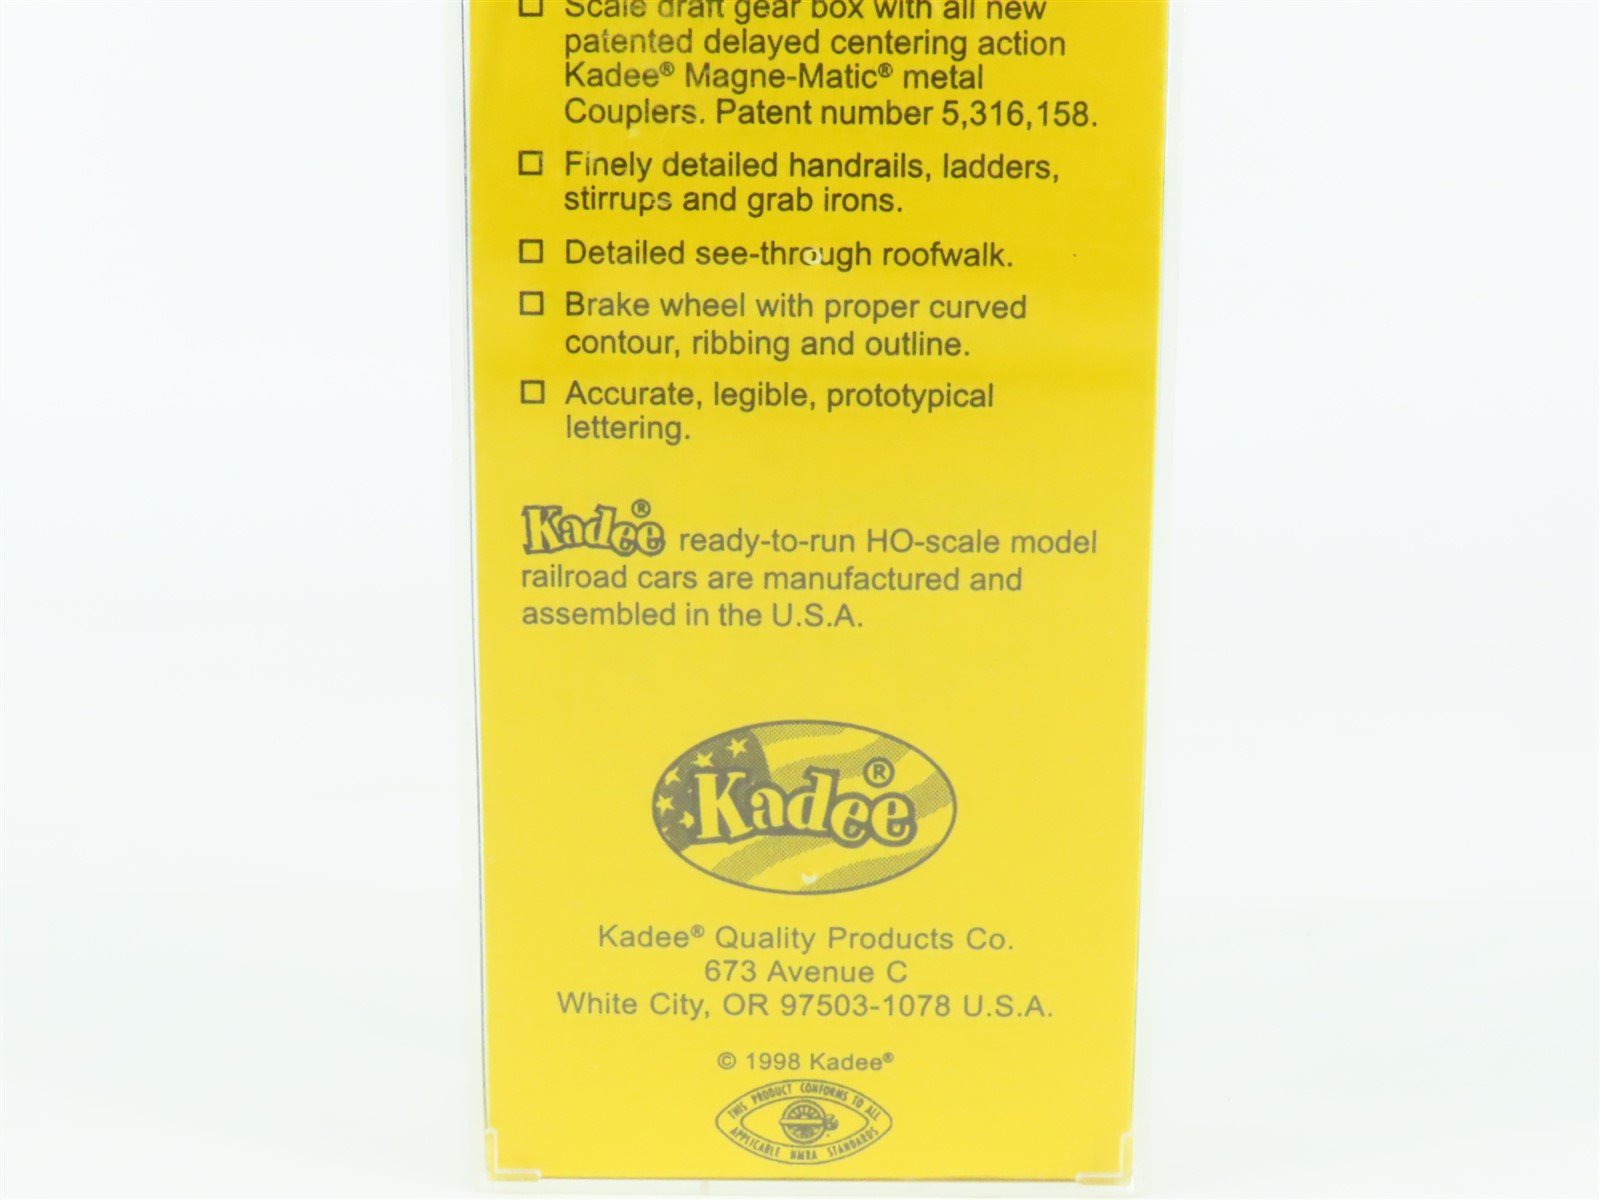 ☐ Scale draft gear box with all new
patented delayed centering action
Kadee® Magne-Matic® metal
Couplers. Patent number 5,316,158.
☐ Finely detailed handrails, ladders,
stirrups and grab irons.
☐ Detailed see-through roofwalk.
☐ Brake wheel with proper curved
contour, ribbing and outline.
☐ Accurate, legible, prototypical
lettering.
Kadee® ready-to-run HO-scale model
railroad cars are manufactured and
assembled in the U.S.A.
Kadee®
Kadee® Quality Products Co.
673 Avenue C
White City, OR 97503-1078 U.S.A.
© 1998 Kadee®
THIS PRODUCT CONFORMS TO ALL
APPLICABLE NMRA STANDARDS